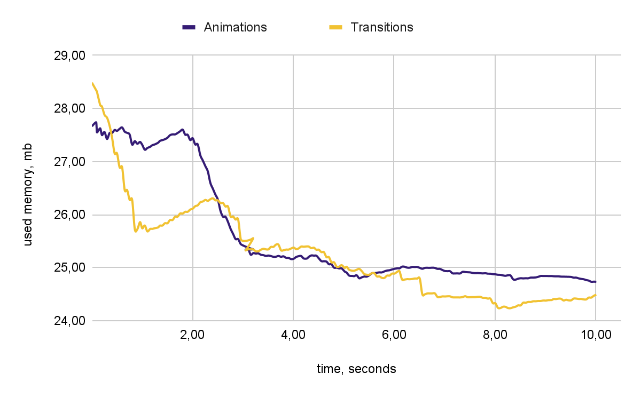 Animations Transitions
29,00
28,00
27,00
26,00
25,00
24,00
used memory, mb
2,00 4,00 6,00 8,00 10,00
time, seconds